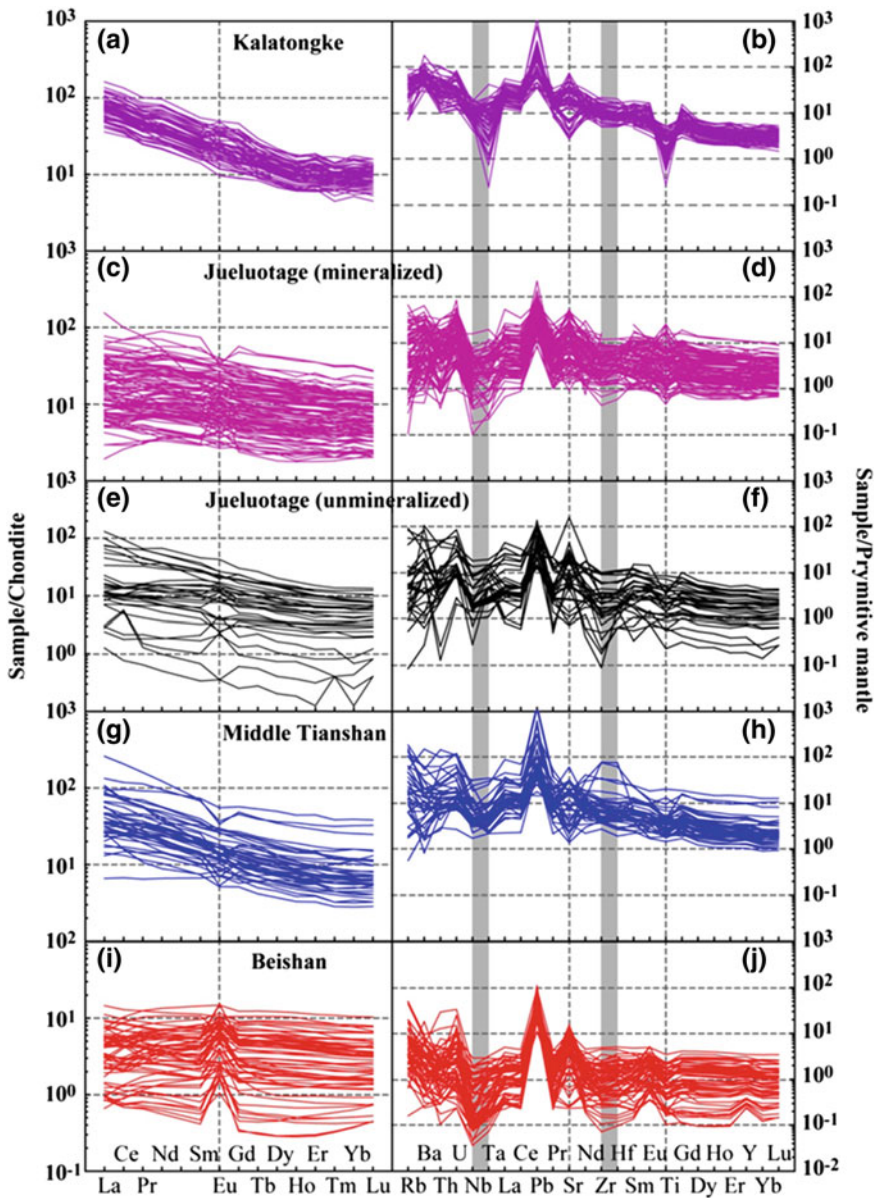 (a) Kalatongke (b)
10³ 10³
10² 10²
10¹ 10¹
10⁰
10⁻¹
10³ 10³
(c) Jueluotage (mineralized) (d)
10² 10²
10¹ 10¹
10⁰
10⁻¹
10³ 10³
(e) Jueluotage (unmineralized) (f)
10² 10²
10¹ 10¹
10⁰ 10⁰
10⁻¹
10³ 10³
(g) Middle Tianshan (h)
10² 10²
10¹ 10¹
10⁰
10⁻¹
10² 10³
(i) Beishan (j)
10² 
10¹ 10¹
10⁰ 10⁰
10⁻¹
10⁻¹ 10⁻²
Sample/Chondite
Sample/Prymitive mantle
Ce Nd Sm Gd Dy Er Yb Ba U Ta Ce Pr Nd Hf Eu Gd Ho Y Lu
La Pr Eu Tb Ho Tm Lu Rb Th Nb La Pb Sr Zr Sm Ti Dy Er Yb